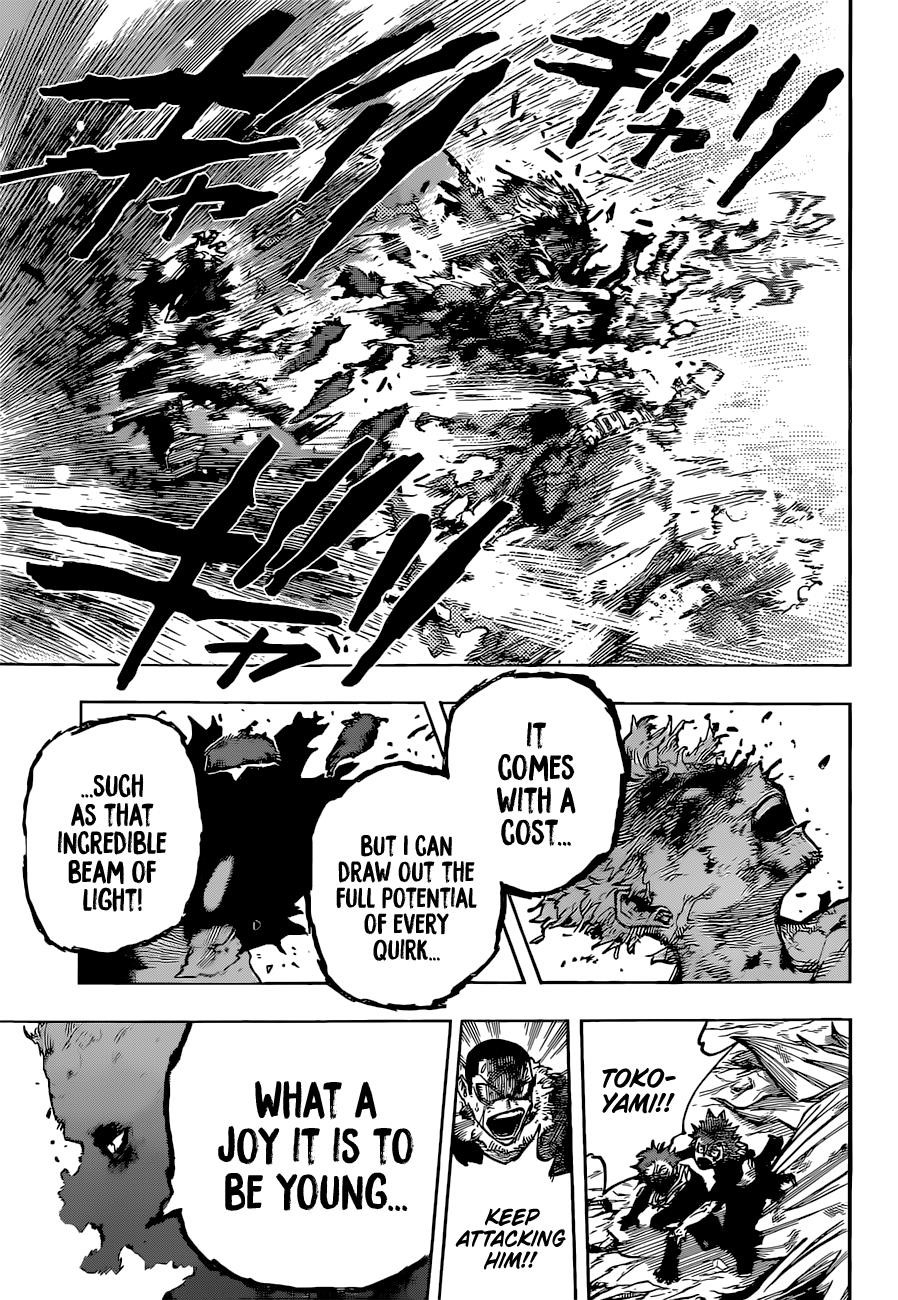 ギャリ
ギャリ
ギャリ
IT
COMES
WITH A
COST...
BUT I CAN
DRAW OUT THE
FULL POTENTIAL
OF EVERY
QUIRK...
...SUCH
AS THAT
INCREDIBLE
BEAM OF
LIGHT!
TOKO-
YAMI!!
KEEP
ATTACKING
HIM!!
WHAT A
JOY IT IS TO
BE YOUNG...